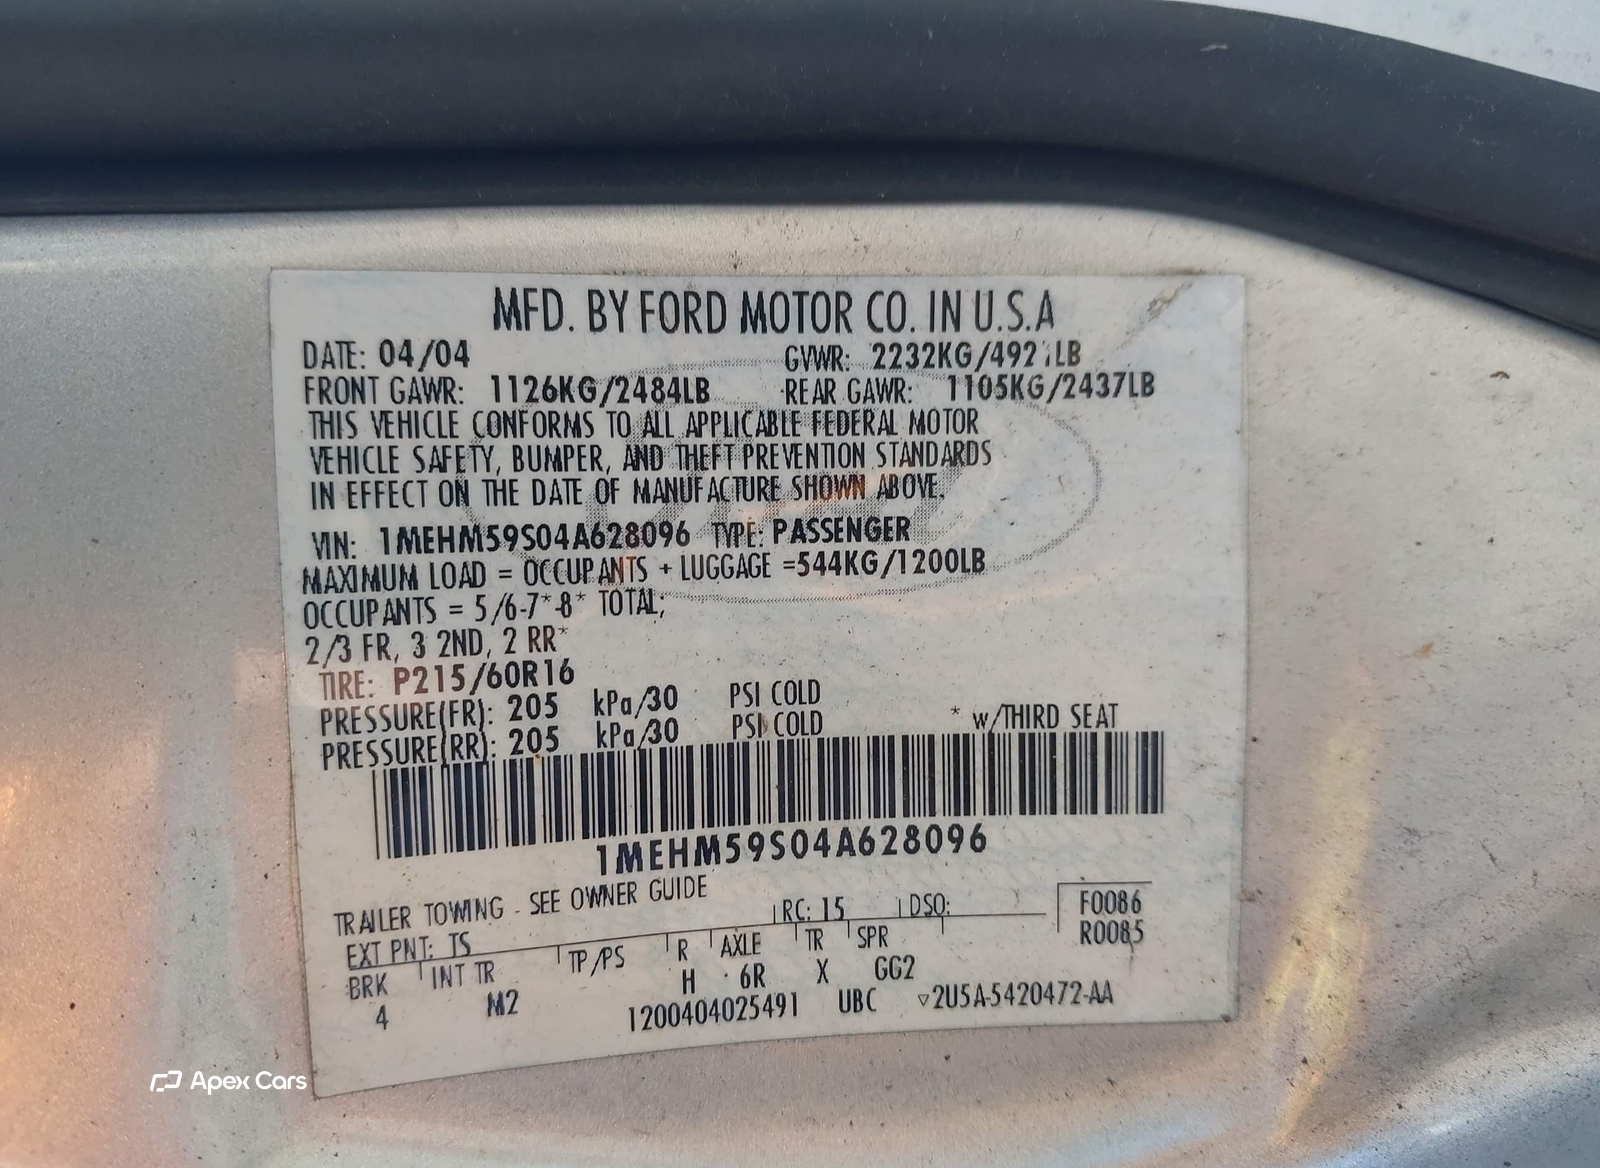 MFD. BY FORD MOTOR CO. IN U.S.A
DATE: 04/04 GVWR: 2232KG/4921LB
FRONT GAWR: 1126KG/2484LB REAR GAWR: 1105KG/2437LB
THIS VEHICLE CONFORMS TO ALL APPLICABLE FEDERAL MOTOR
VEHICLE SAFETY, BUMPER, AND THEFT PREVENTION STANDARDS
IN EFFECT ON THE DATE OF MANUFACTURE SHOWN ABOVE.
VIN: 1MEHM59S04A628096 TYPE: PASSENGER
MAXIMUM LOAD = OCCUPANTS + LUGGAGE =544KG/1200LB
OCCUPANTS = 5/6-7*-8* TOTAL;
2/3 FR, 3 2ND, 2 RR*
TIRE: P215/60R16
PRESSURE(FR): 205 kPa/30 PSI COLD
PRESSURE(RR): 205 kPa/30 PSI COLD * w/THIRD SEAT
1MEHM59S04A628096
TRAILER TOWING - SEE OWNER GUIDE
EXT PNT: TS RC: 15 DSO: F0086
R0085
BRK INT TR TP/PS R AXLE TR SPR
4 M2 H 6R X GG2
1200404025491 UBC ▽2U5A-5420472-AA
Apex Cars